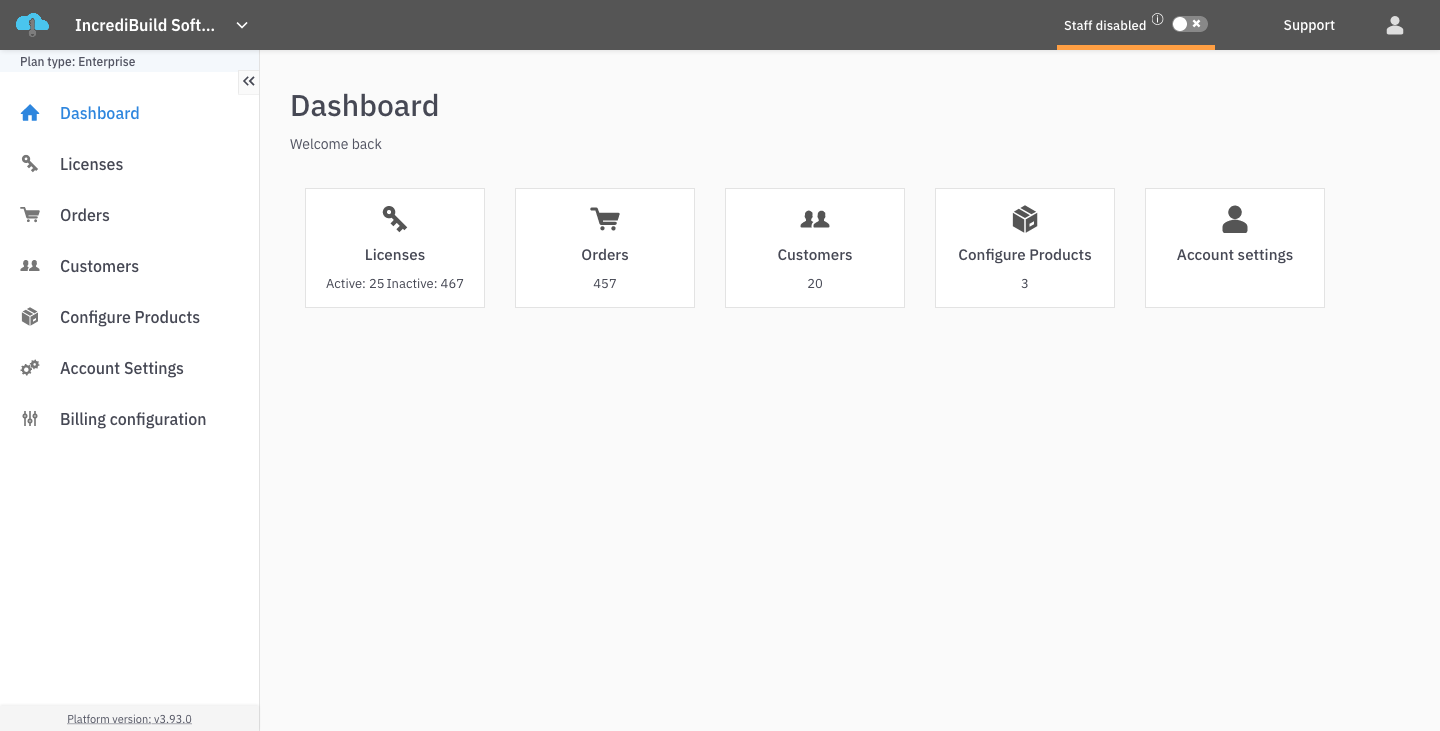 IncrediBuild Soft...
Staff disabled
Support
Plan type: Enterprise
Dashboard
Licenses
Orders
Customers
Configure Products
Account Settings
Billing configuration
Platform version: v3.93.0
Dashboard
Welcome back
Licenses
Active: 25 Inactive: 467
Orders
457
Customers
20
Configure Products
3
Account settings